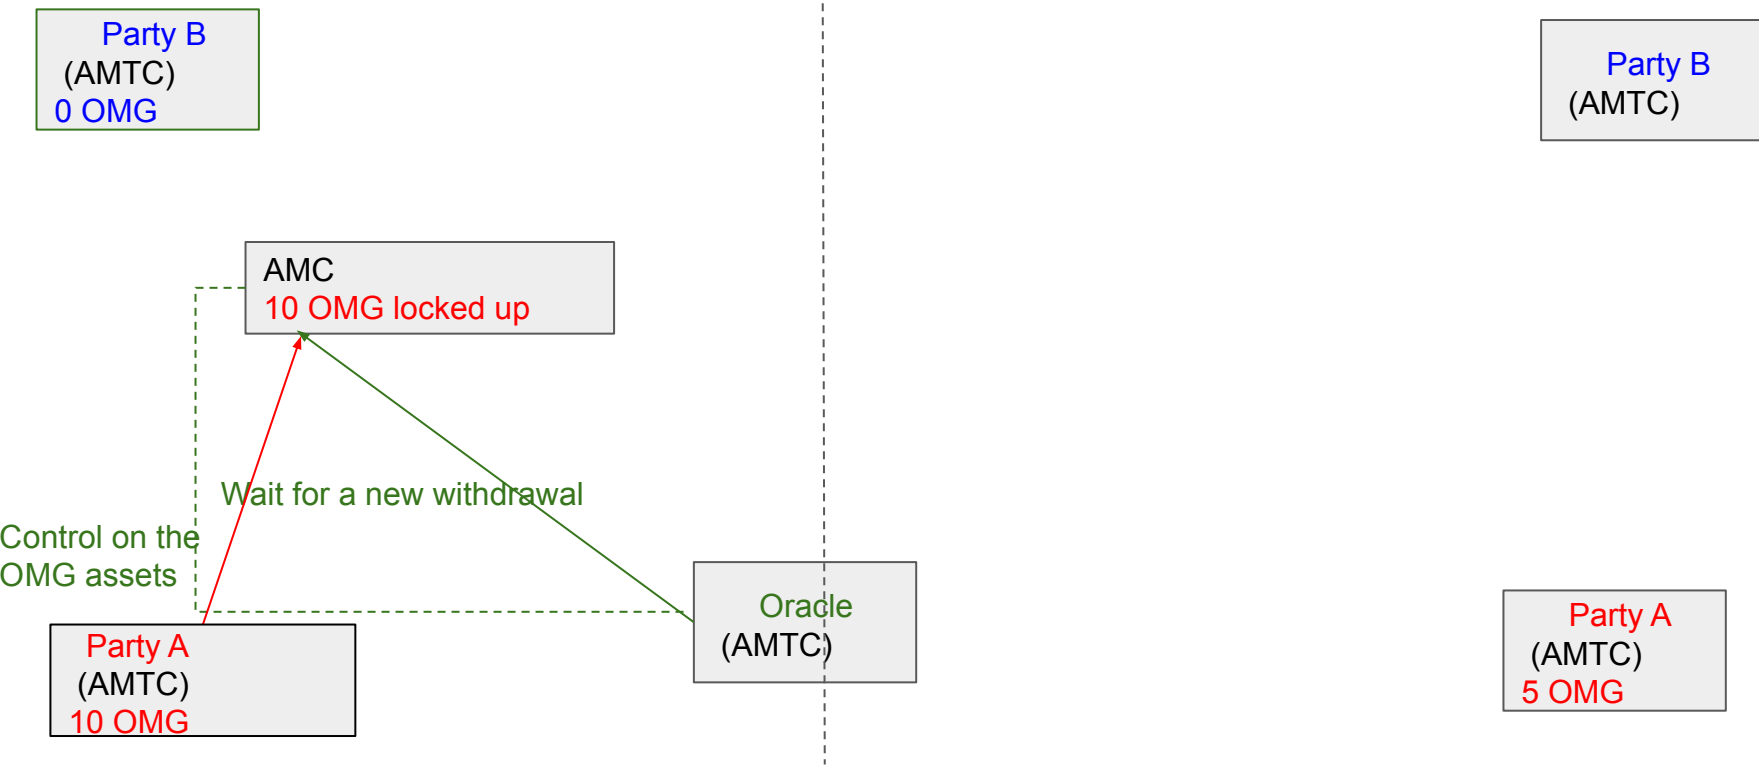 Party B
(AMTC)
0 OMG
Party B
(AMTC)
AMC
10 OMG locked up
Wait for a new withdrawal
Control on the
OMG assets
Oracle
(AMTC)
Party A
(AMTC)
10 OMG
Party A
(AMTC)
5 OMG